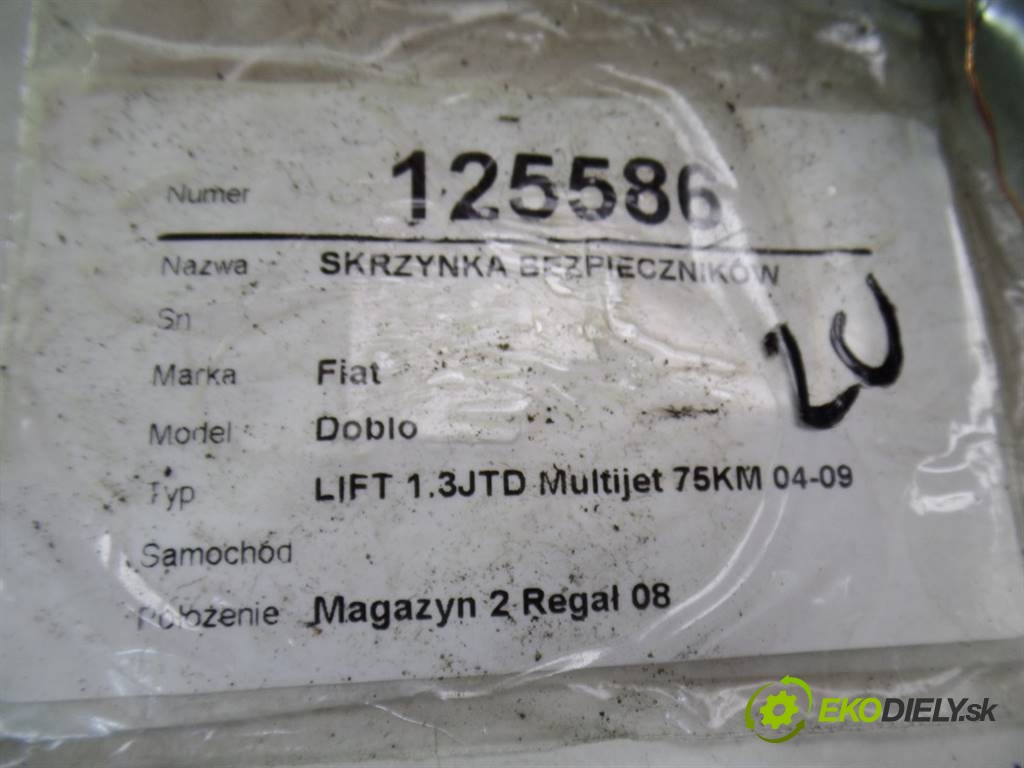 Numer 125586
Nazwa SKRZYNKA BEZPIECZNIKÓW
Sn
Marka Fiat
Model Doblo
Typ LIFT 1.3JTD Multijet 75KM 04-09
Samochód
Położenie Magazyn 2 Regał 08
EKODIELY.sk